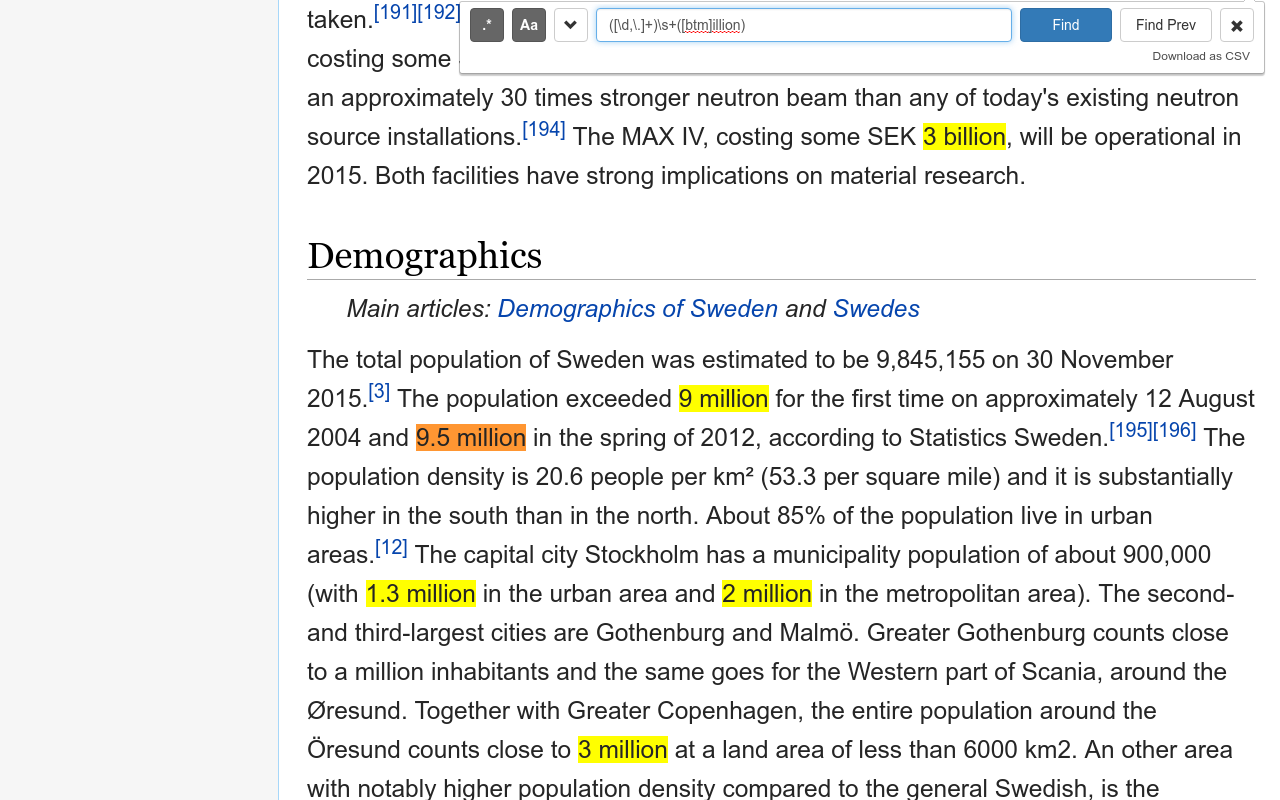 taken.[191][192]
.* Aa ([\d,\.]+)\s+([btm]illion) Find Find Prev
Download as CSV
costing some
an approximately 30 times stronger neutron beam than any of today's existing neutron
source installations.[194] The MAX IV, costing some SEK 3 billion, will be operational in
2015. Both facilities have strong implications on material research.
Demographics
Main articles: Demographics of Sweden and Swedes
The total population of Sweden was estimated to be 9,845,155 on 30 November
2015.[3] The population exceeded 9 million for the first time on approximately 12 August
2004 and 9.5 million in the spring of 2012, according to Statistics Sweden.[195][196] The
population density is 20.6 people per km² (53.3 per square mile) and it is substantially
higher in the south than in the north. About 85% of the population live in urban
areas.[12] The capital city Stockholm has a municipality population of about 900,000
(with 1.3 million in the urban area and 2 million in the metropolitan area). The second-
and third-largest cities are Gothenburg and Malmö. Greater Gothenburg counts close
to a million inhabitants and the same goes for the Western part of Scania, around the
Øresund. Together with Greater Copenhagen, the entire population around the
Öresund counts close to 3 million at a land area of less than 6000 km2. An other area
with notably higher population density compared to the general Swedish, is the